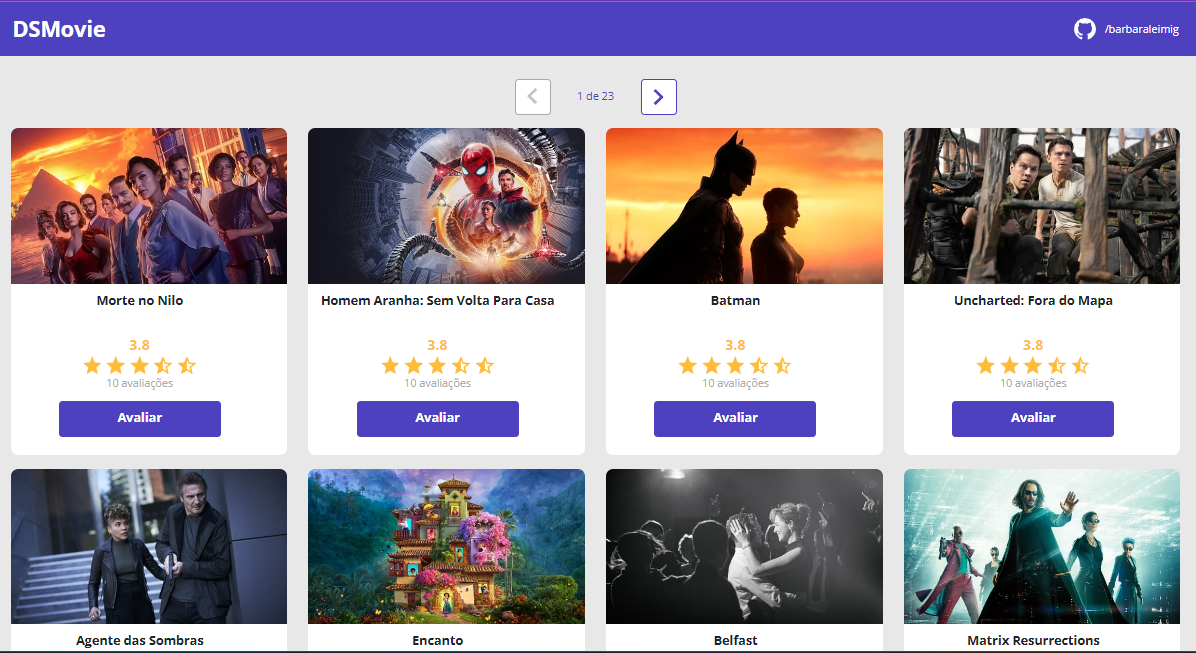 DSMovie
/barbaraleimig
1 de 23
Morte no Nilo
Homem Aranha: Sem Volta Para Casa
Batman
Uncharted: Fora do Mapa
3.8
3.8
3.8
3.8
10 avaliações
10 avaliações
10 avaliações
10 avaliações
Avaliar
Avaliar
Avaliar
Avaliar
Agente das Sombras
Encanto
Belfast
Matrix Resurrections